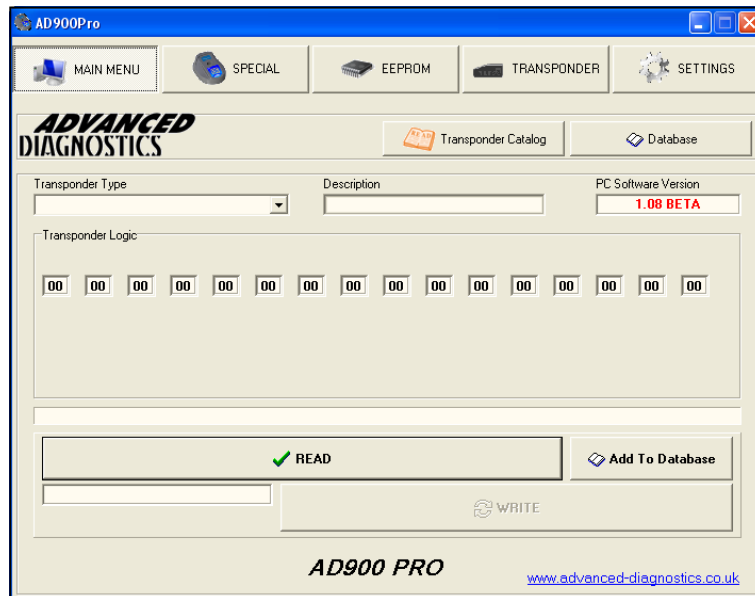 AD900Pro
MAIN MENU SPECIAL EEPROM TRANSPONDER SETTINGS
ADVANCED
DIAGNOSTICS
READ Transponder Catalog Database
Transponder Type Description PC Software Version
1.08 BETA
Transponder Logic
00 00 00 00 00 00 00 00 00 00 00 00 00 00 00 00
READ Add To Database
WRITE
AD900 PRO
www.advanced-diagnostics.co.uk